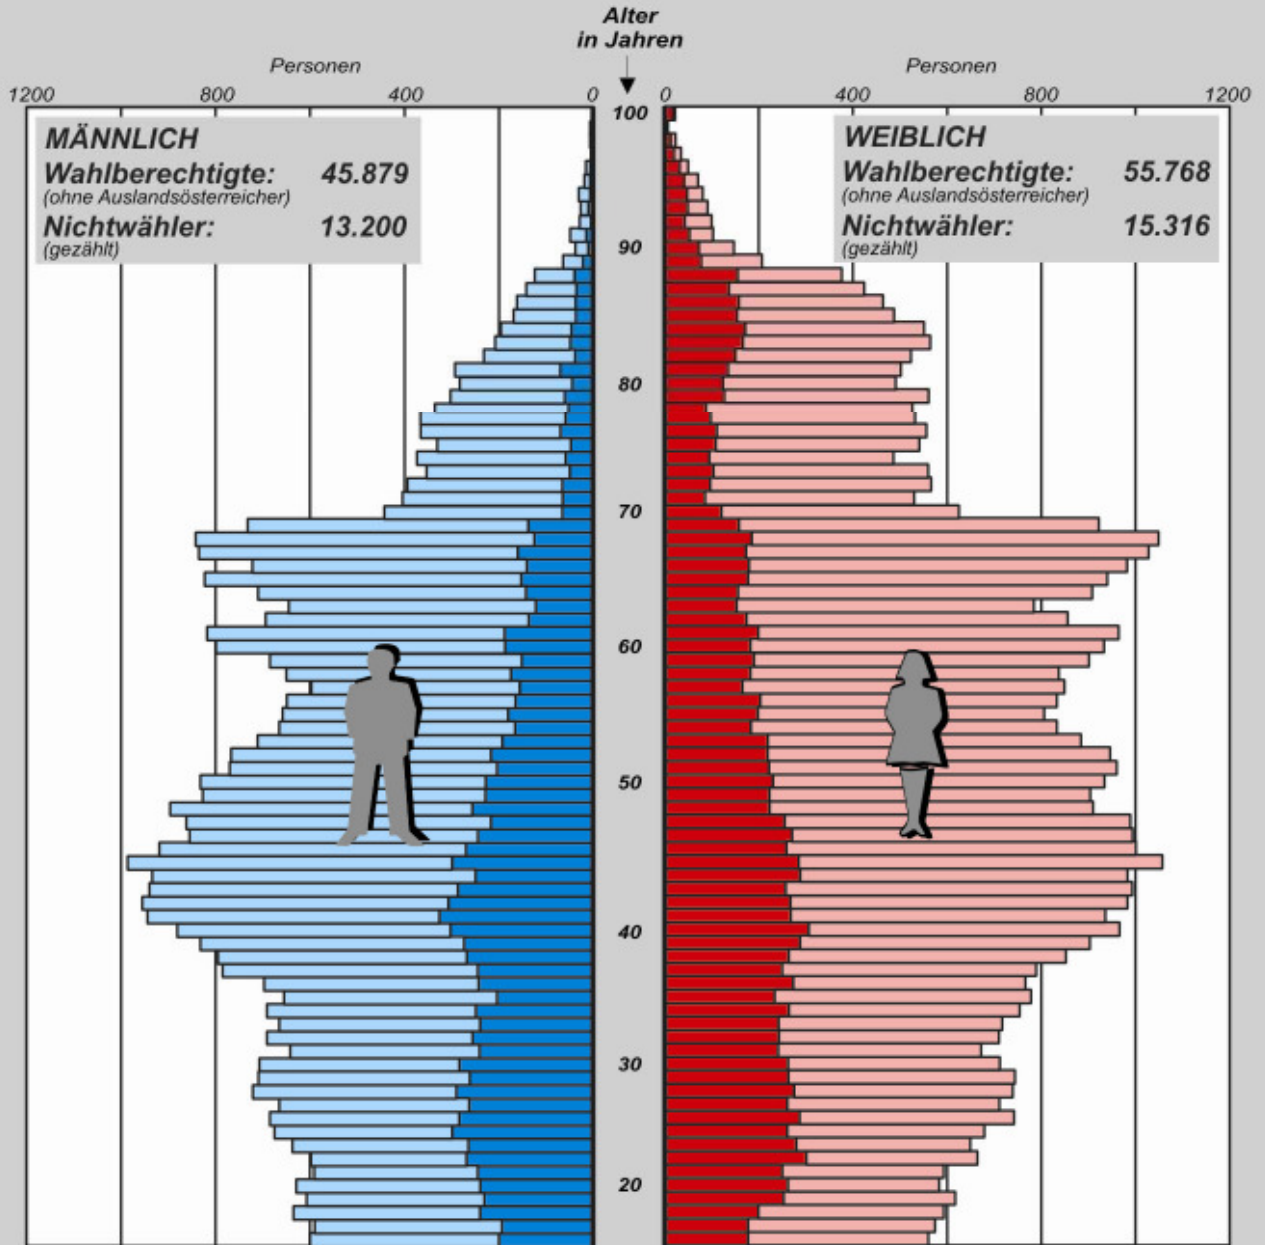 Alter
in Jahren
Personen
Personen
1200 800 400 0 100 0 400 800 1200
MÄNNLICH
Wahlberechtigte: 45.879
(ohne Auslandsösterreicher)
Nichtwähler: 13.200
(gezählt)
WEIBLICH
Wahlberechtigte: 55.768
(ohne Auslandsösterreicher)
Nichtwähler: 15.316
(gezählt)
90
80
70
60
50
40
30
20